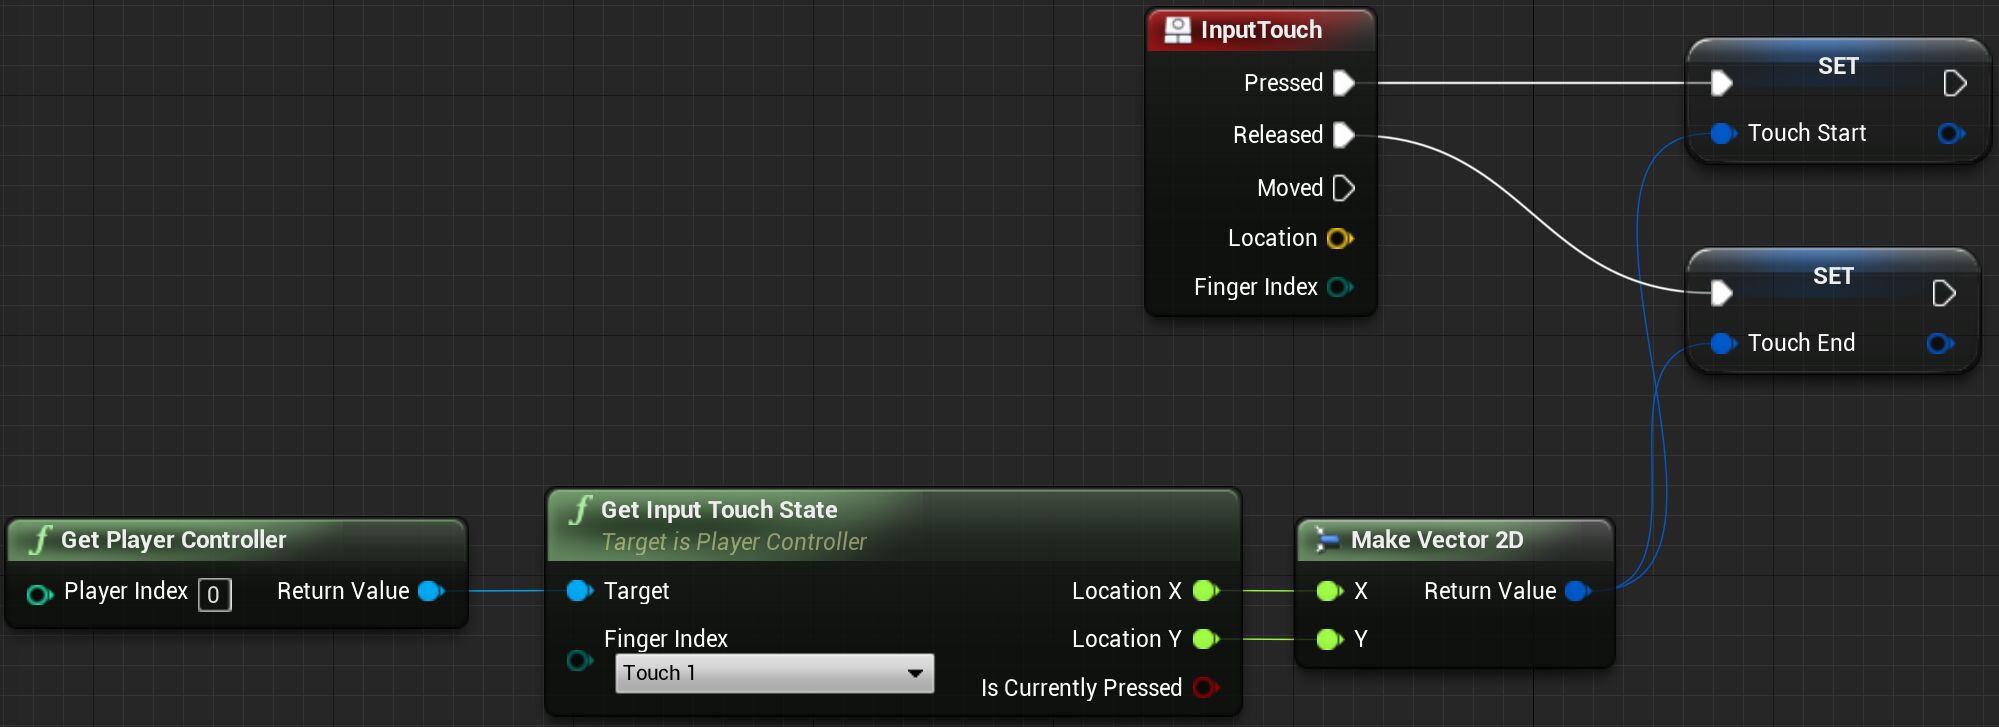 InputTouch
Pressed
Released
Moved
Location
Finger Index
SET
Touch Start
SET
Touch End
Get Player Controller
Player Index 0 Return Value
Get Input Touch State
Target is Player Controller
Target Location X
Finger Index Location Y
Touch 1
Is Currently Pressed
Make Vector 2D
X Return Value
Y